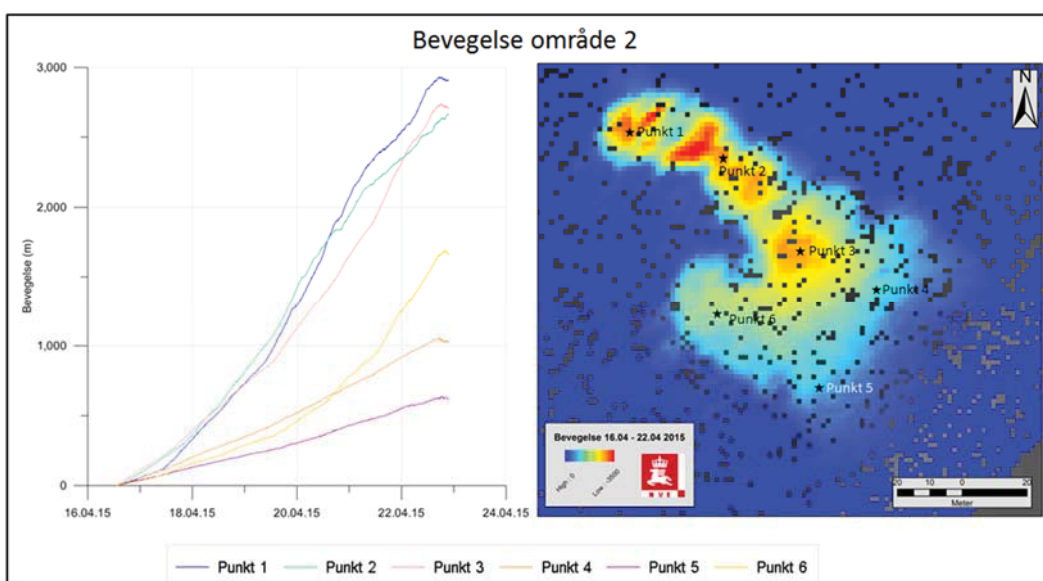 Bevegelse område 2
3,000
2,000
1,000
0
Bevegelse (m)
16.04.15
18.04.15
20.04.15
22.04.15
24.04.15
N
Punkt 1
Punkt 2
Punkt 3
Punkt 4
Punkt 6
Punkt 5
Bevegelse 16.04 - 22.04 2015
High : 0
Low : -3500
N V E
20 10 0 20
Meter
Punkt 1 Punkt 2 Punkt 3 Punkt 4 Punkt 5 Punkt 6